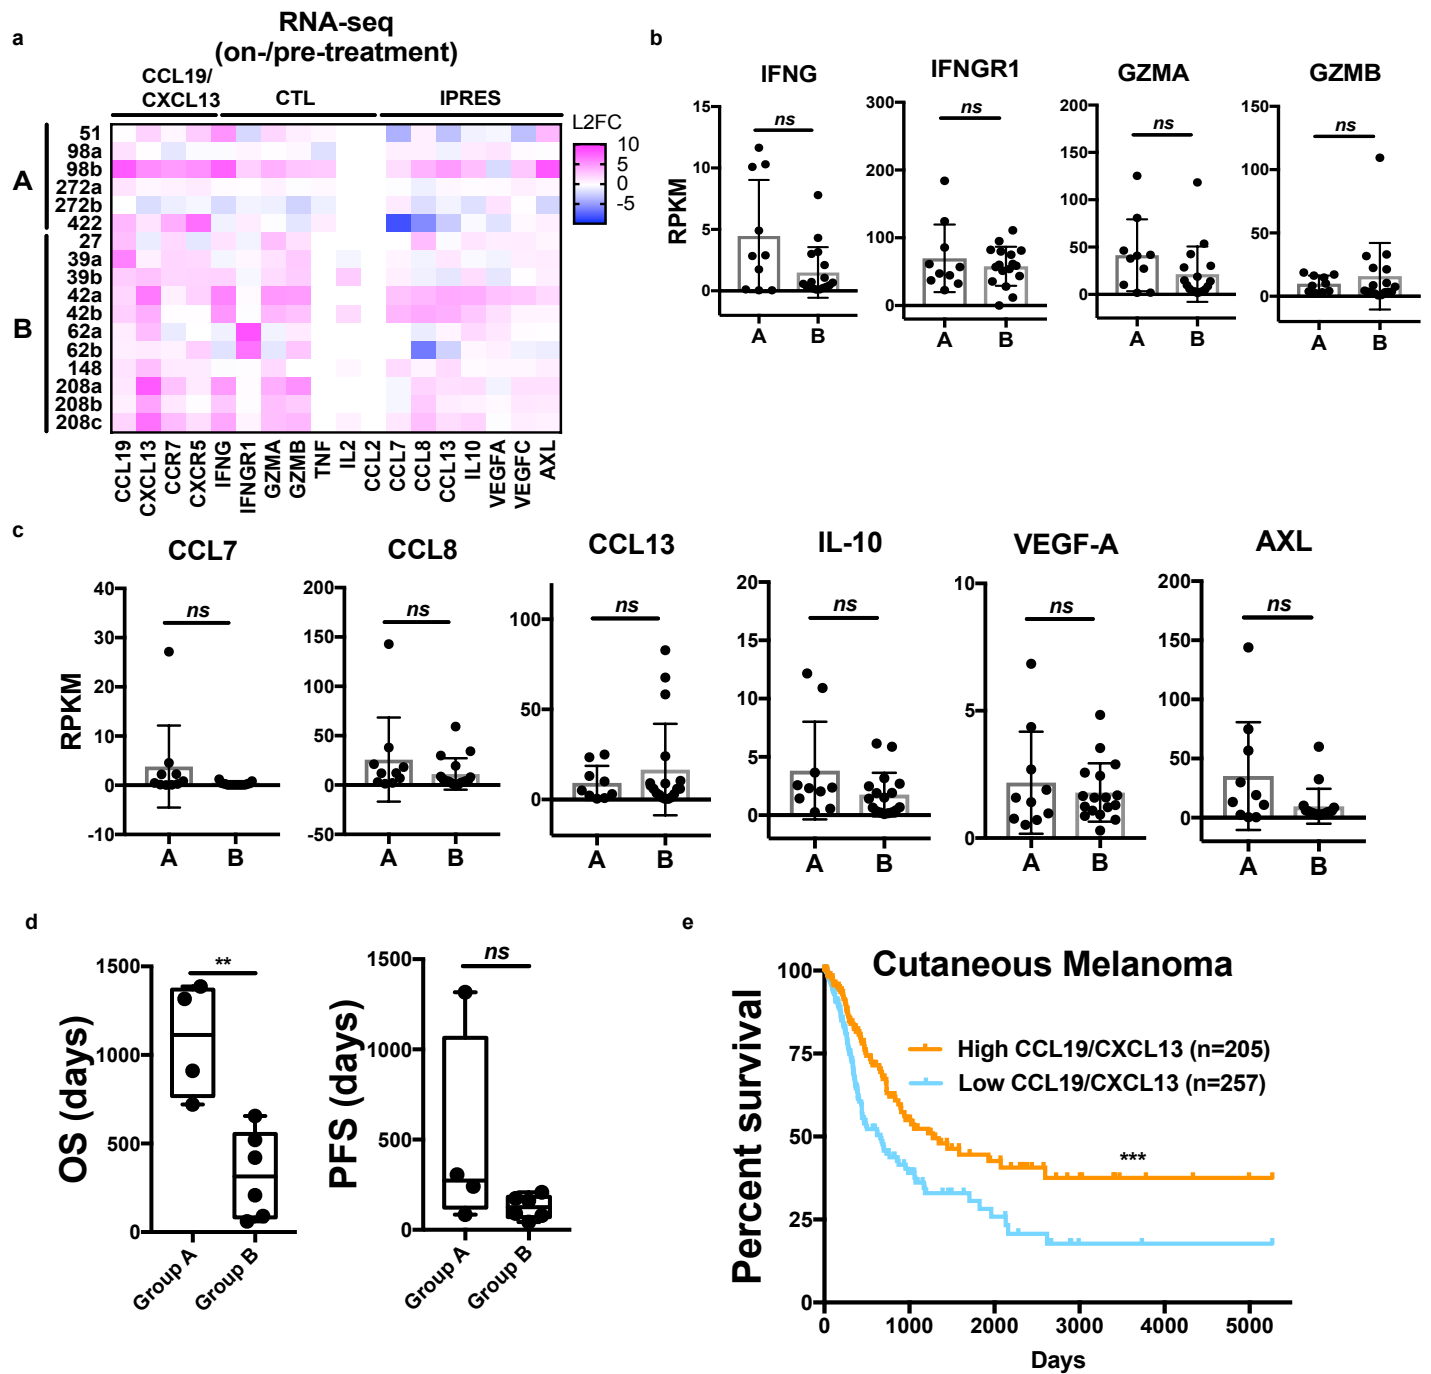 a
RNA-seq
(on-/pre-treatment)
CCL19/
CXCL13
CTL
IPRES
L2FC
10
5
0
-5
A
51
98a
98b
272a
272b
422
B
27
39a
39b
42a
42b
62a
62b
148
208a
208b
208c
CCL19
CXCL13
CCR7
CXCR5
IFNG
IFNGR1
GZMA
GZMB
TNF
IL2
CCL2
CCL7
CCL8
CCL13
IL10
VEGFA
VEGFC
AXL
b
IFNG
RPKM
15
10
5
0
ns
A B
IFNGR1
300
200
100
0
ns
A B
GZMA
200
150
100
50
0
ns
A B
GZMB
150
100
50
0
ns
A B
c
CCL7
RPKM
40
30
20
10
0
-10
ns
A B
CCL8
200
150
100
50
0
-50
ns
A B
CCL13
100
50
0
ns
A B
IL-10
20
15
10
5
0
ns
A B
VEGF-A
10
5
0
ns
A B
AXL
200
150
100
50
0
ns
A B
d
OS (days)
1500
1000
500
0
**
Group A
Group B
PFS (days)
1500
1000
500
0
ns
Group A
Group B
e
Cutaneous Melanoma
Percent survival
100
75
50
25
0
High CCL19/CXCL13 (n=205)
Low CCL19/CXCL13 (n=257)
***
0 1000 2000 3000 4000 5000
Days